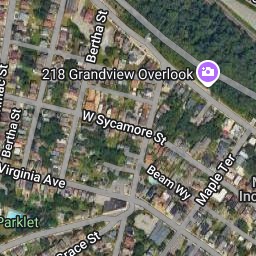 Bertha St
218 Grandview Overlook
Bertha St
W Sycamore St
Virginia Ave
Beam Wy
Maple Ter
Parklet
Grace St